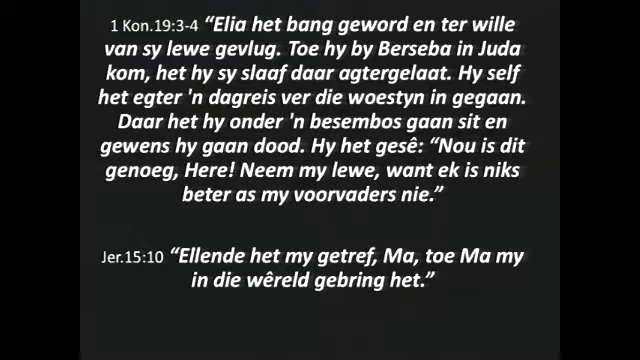 1 Kon.19:3-4 “Elia het bang geword en ter wille
van sy lewe gevlug. Toe hy by Berseba in Juda
kom, het hy sy slaaf daar agtergelaat. Hy self
het egter 'n dagreis ver die woestyn in gegaan.
Daar het hy onder 'n besembos gaan sit en
gewens hy gaan dood. Hy het gesê: “Nou is dit
genoeg, Here! Neem my lewe, want ek is niks
beter as my voorvaders nie.”
Jer.15:10 “Ellende het my getref, Ma, toe Ma my
in die wêreld gebring het.”